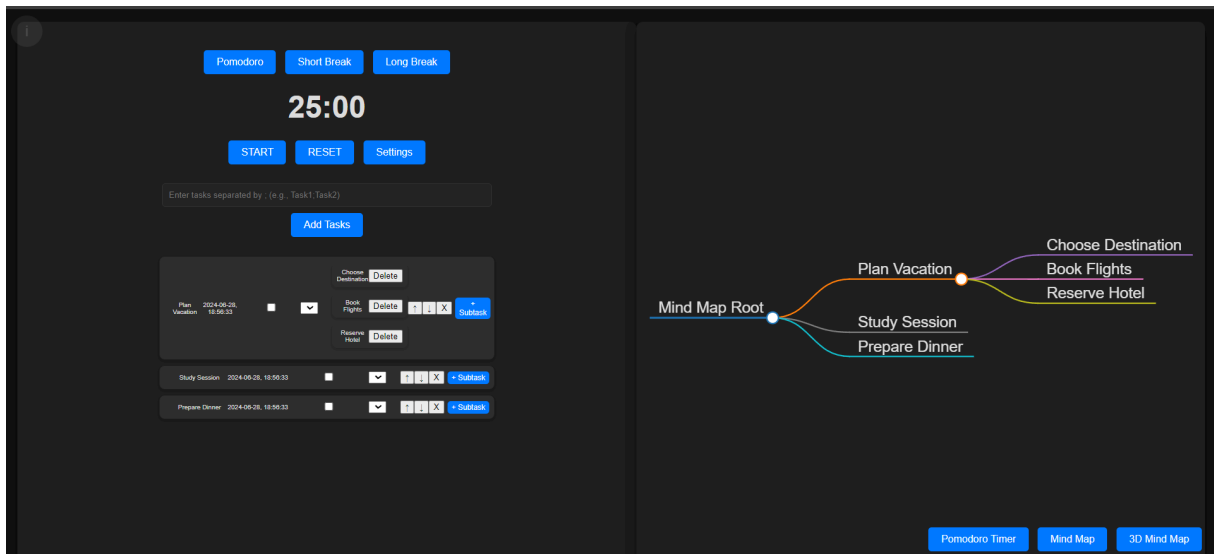 i
Pomodoro Short Break Long Break
25:00
START RESET Settings
Enter tasks separated by ; (e.g., Task1;Task2)
Add Tasks
Choose
Destination Delete
Plan
Vacation
2024-06-28,
18:56:33
Book
Flights Delete
↑ ↓ X
+
Subtask
Reserve
Hotel Delete
Study Session 2024-06-28, 18:56:33 ↑ ↓ X + Subtask
Prepare Dinner 2024-06-28, 18:56:33 ↑ ↓ X + Subtask
Mind Map Root
Plan Vacation
Choose Destination
Book Flights
Reserve Hotel
Study Session
Prepare Dinner
Pomodoro Timer Mind Map 3D Mind Map